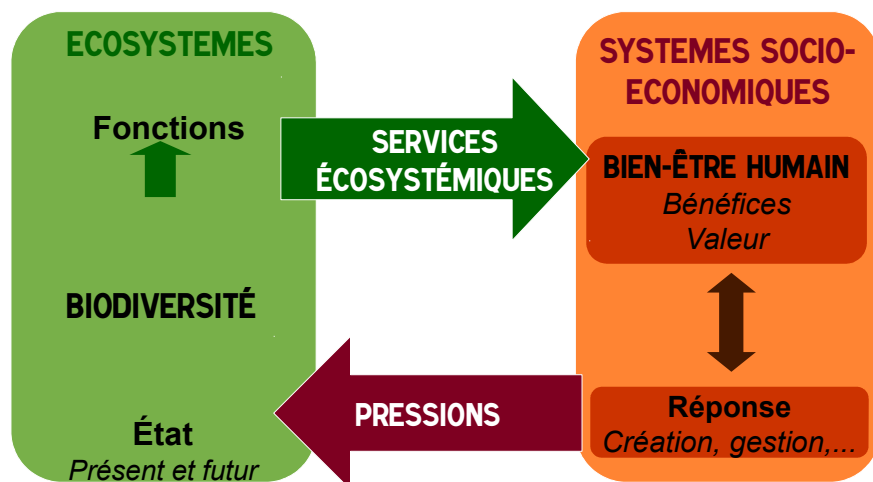 ECOSYSTEMES
Fonctions
BIODIVERSITÉ
État
Présent et futur
SERVICES
ÉCOSYSTÉMIQUES
PRESSIONS
SYSTEMES SOCIO-
ECONOMIQUES
BIEN-ÊTRE HUMAIN
Bénéfices
Valeur
Réponse
Création, gestion,...